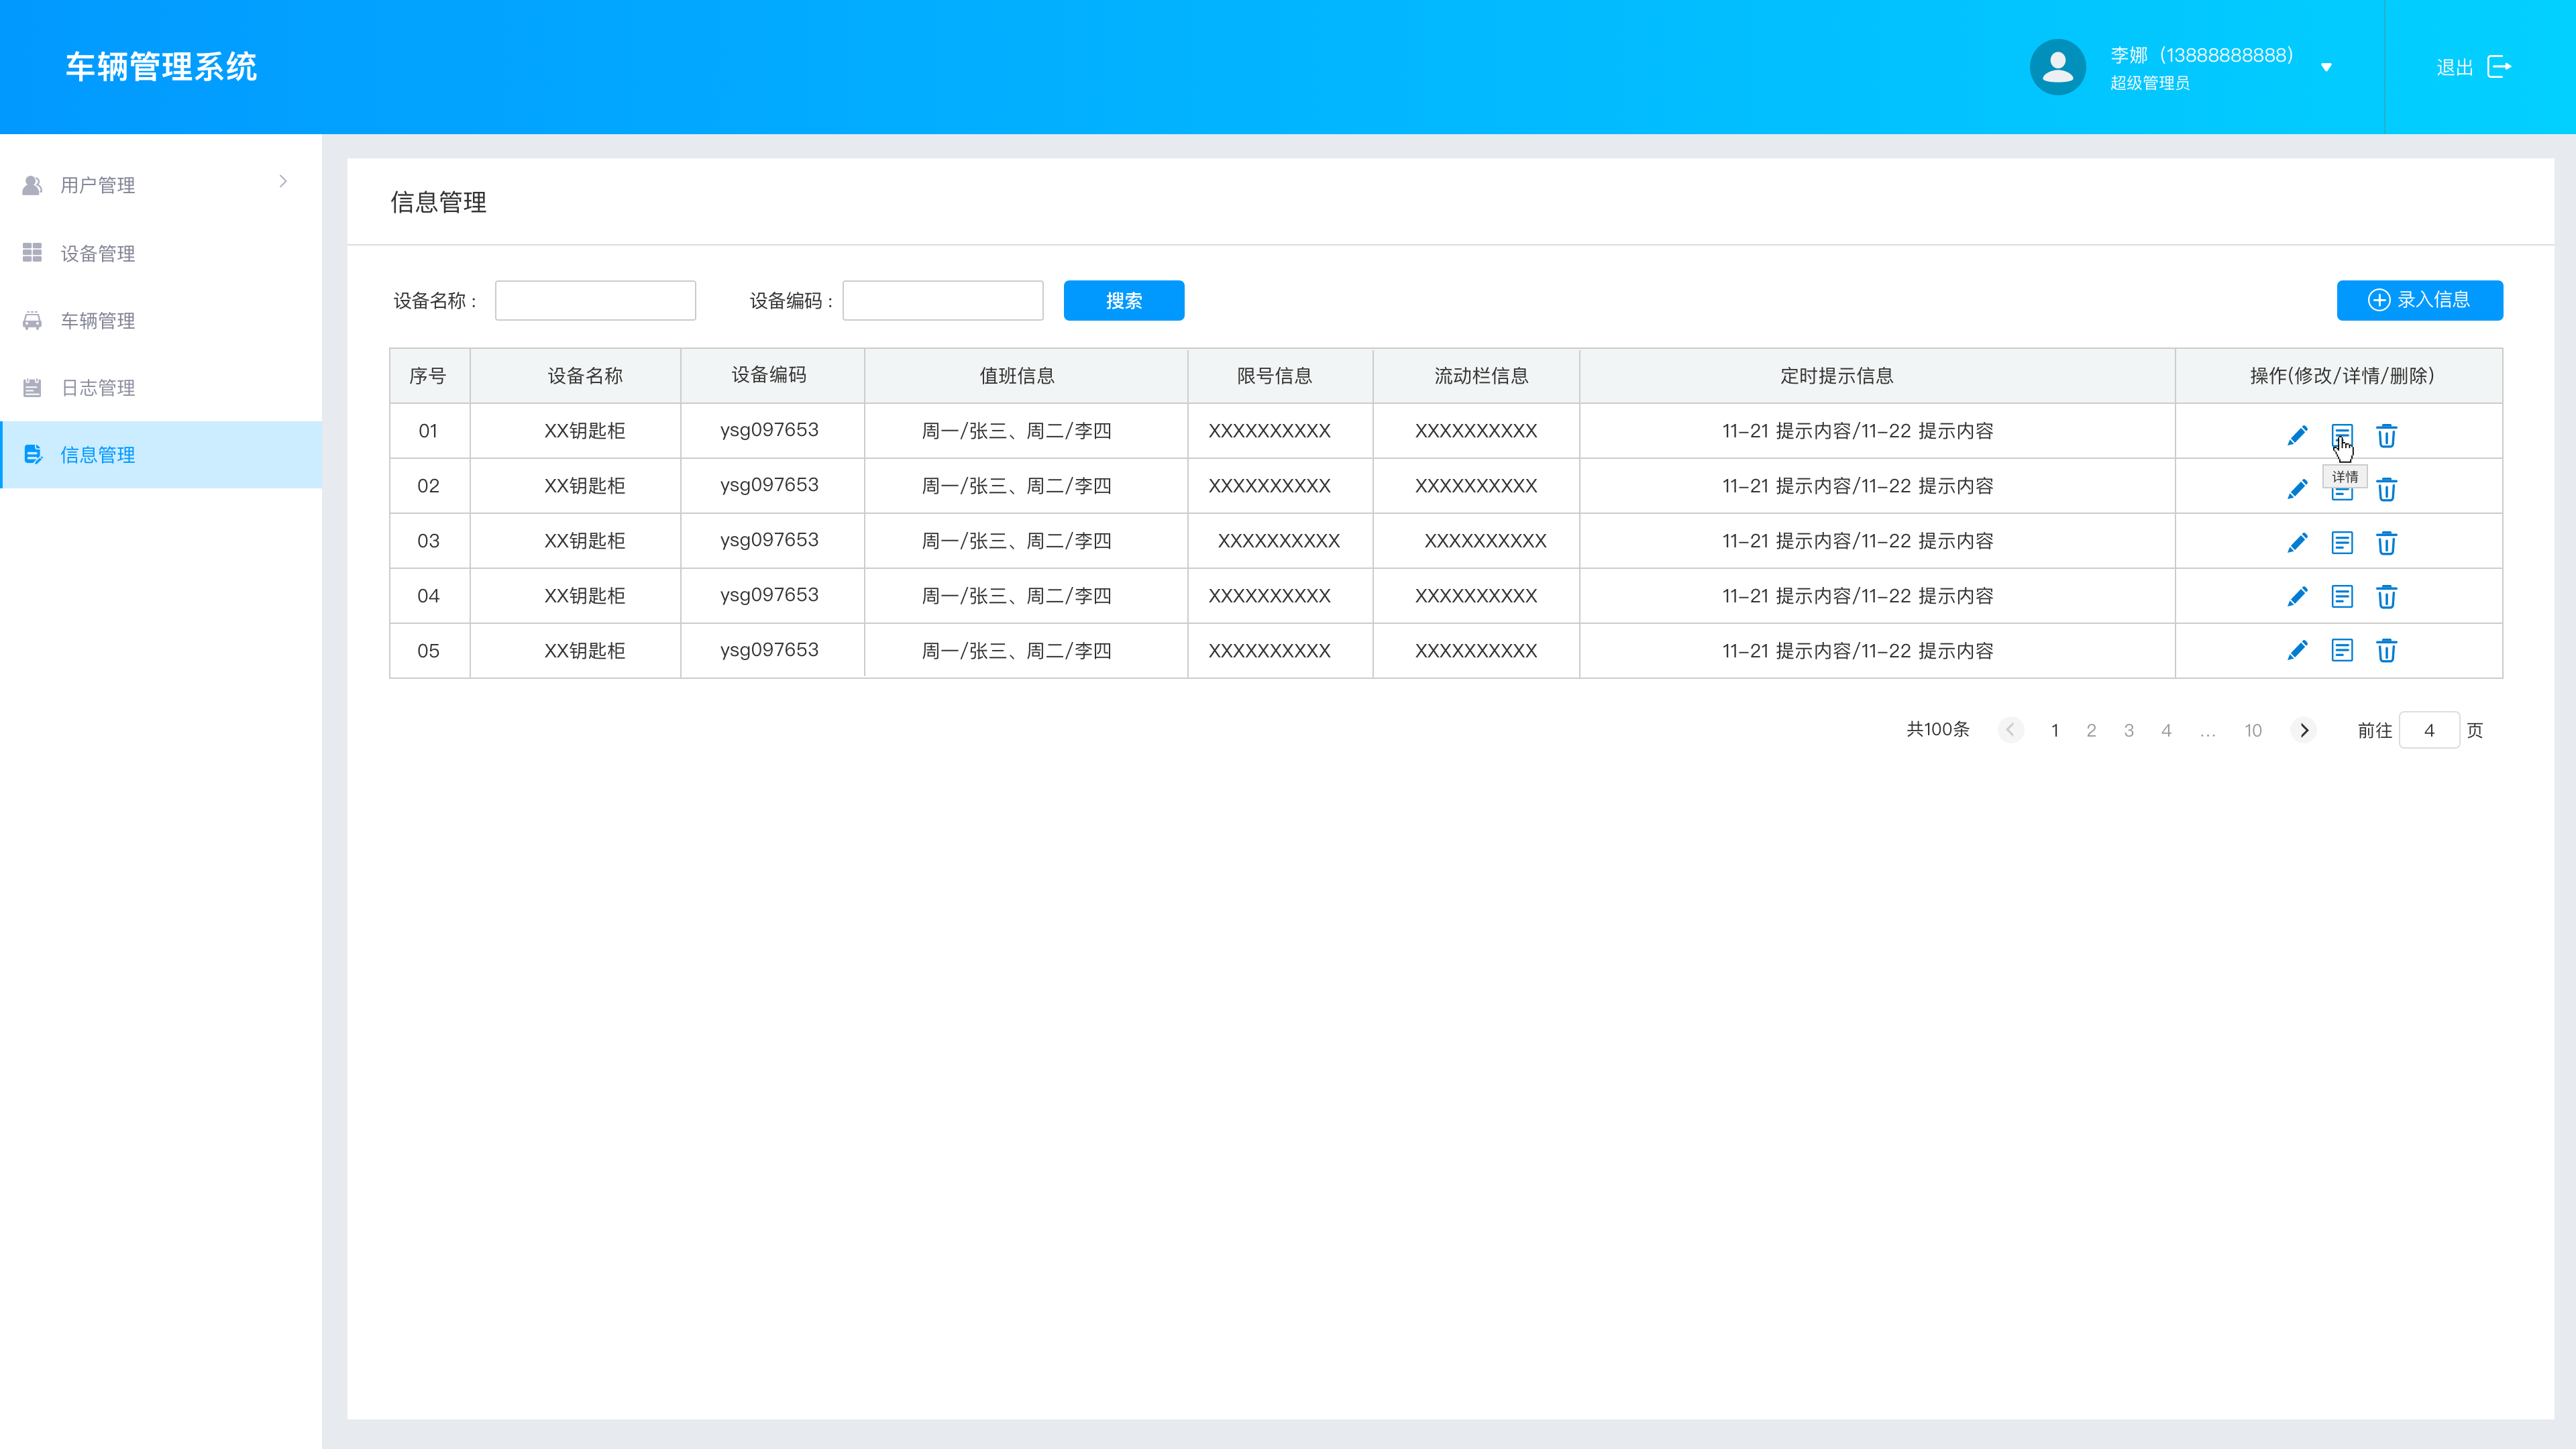 车辆管理系统
李娜（13888888888）
超级管理员
退出
用户管理
设备管理
车辆管理
日志管理
信息管理
信息管理
设备名称：
设备编码：
搜索
录入信息
序号 设备名称 设备编码 值班信息 限号信息 流动栏信息 定时提示信息 操作(修改/详情/删除)
01 XX钥匙柜 ysg097653 周一/张三、周二/李四 XXXXXXXXXX XXXXXXXXXX 11-21 提示内容/11-22 提示内容
详情
02 XX钥匙柜 ysg097653 周一/张三、周二/李四 XXXXXXXXXX XXXXXXXXXX 11-21 提示内容/11-22 提示内容
03 XX钥匙柜 ysg097653 周一/张三、周二/李四 XXXXXXXXXX XXXXXXXXXX 11-21 提示内容/11-22 提示内容
04 XX钥匙柜 ysg097653 周一/张三、周二/李四 XXXXXXXXXX XXXXXXXXXX 11-21 提示内容/11-22 提示内容
05 XX钥匙柜 ysg097653 周一/张三、周二/李四 XXXXXXXXXX XXXXXXXXXX 11-21 提示内容/11-22 提示内容
共100条 1 2 3 4 ... 10 前往 4 页